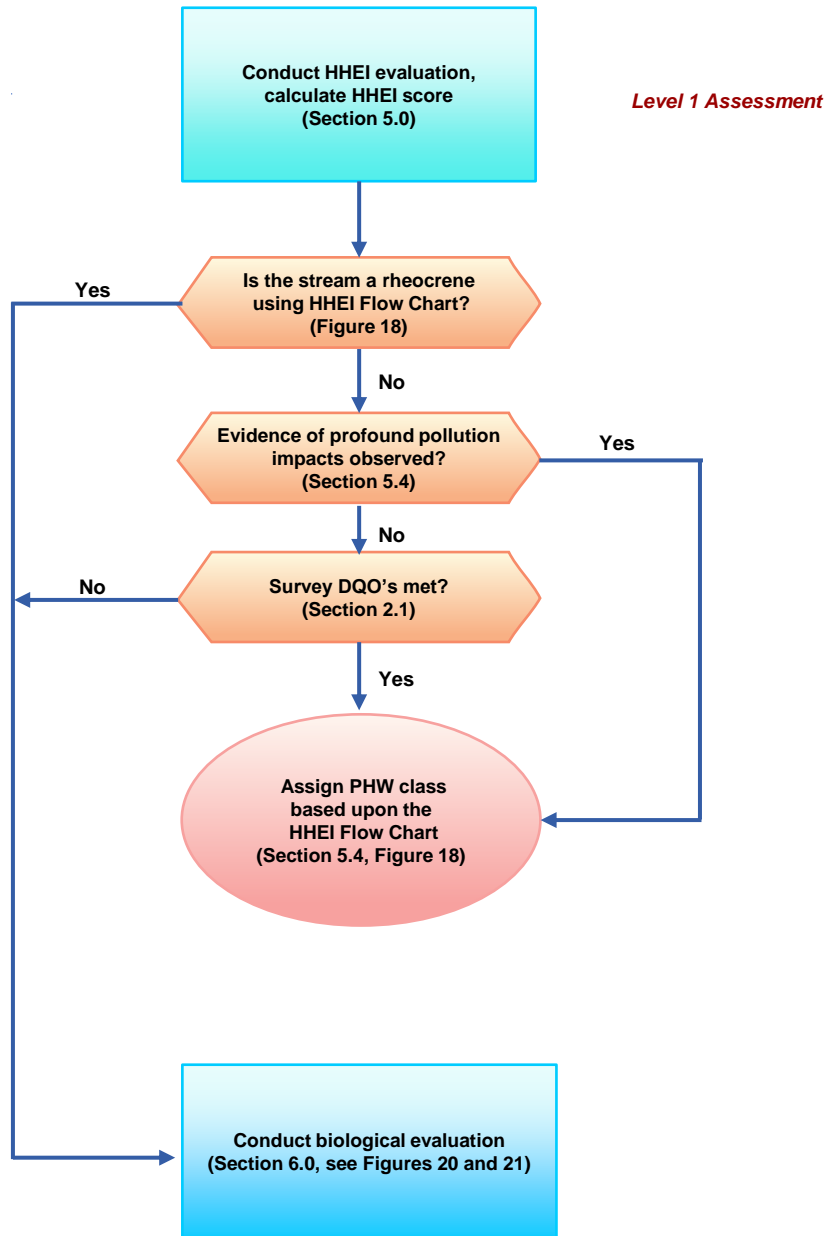 Conduct HHEI evaluation,
calculate HHEI score
(Section 5.0)
Level 1 Assessment
Yes
Is the stream a rheocrene
using HHEI Flow Chart?
(Figure 18)
No
Evidence of profound pollution
impacts observed?
(Section 5.4)
Yes
No
No
Survey DQO's met?
(Section 2.1)
Yes
Assign PHW class
based upon the
HHEI Flow Chart
(Section 5.4, Figure 18)
Conduct biological evaluation
(Section 6.0, see Figures 20 and 21)